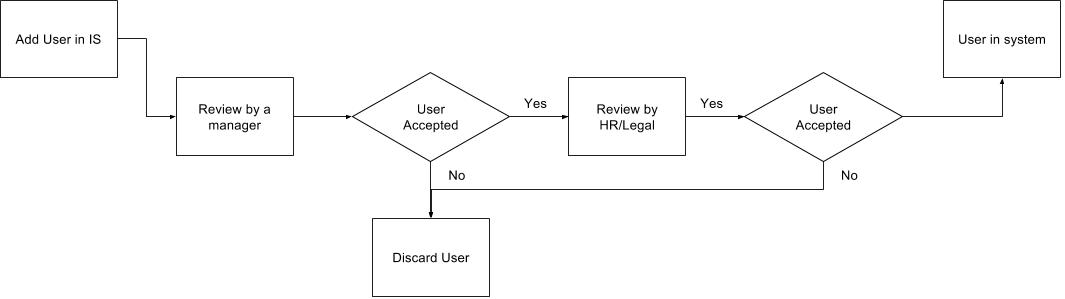 Add User in IS
Review by a
manager
User
Accepted
Yes
Review by
HR/Legal
Yes
User
Accepted
User in system
No
No
Discard User